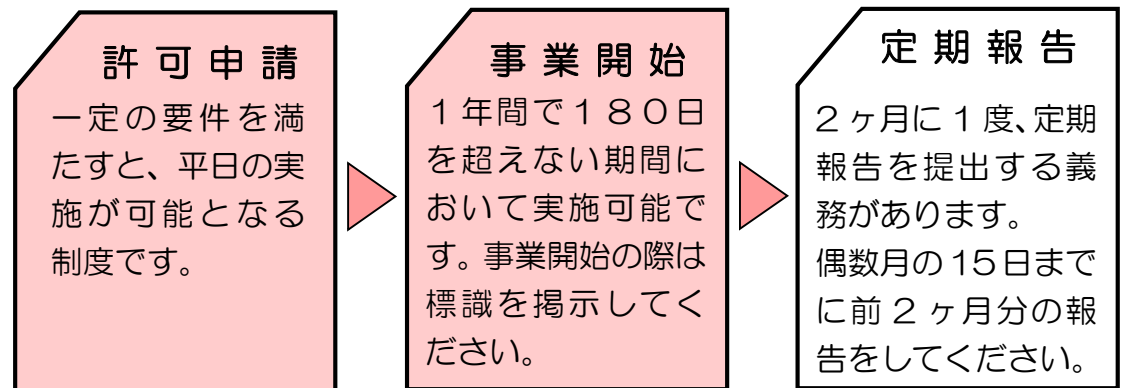 許可申請
一定の要件を満
たすと、平日の実
施が可能となる
制度です。
事業開始
1年間で180日
を超えない期間に
おいて実施可能で
す。事業開始の際は
標識を掲示してく
ださい。
定期報告
2ヶ月に1度、定期
報告を提出する義
務があります。
偶数月の15日まで
に前2ヶ月分の報
告をしてください。